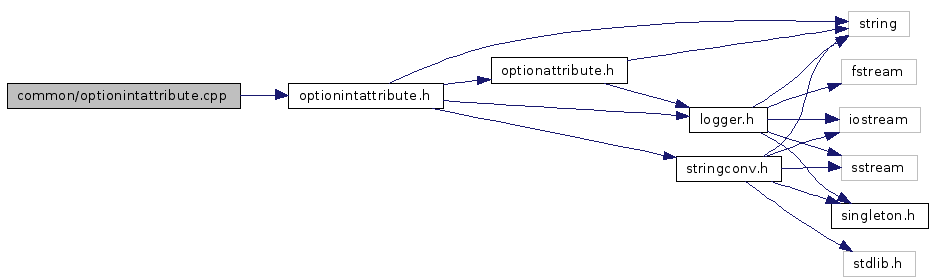 string
optionattribute.h
fstream
common/optionintattribute.cpp
optionintattribute.h
logger.h
iostream
stringconv.h
sstream
singleton.h
stdlib.h